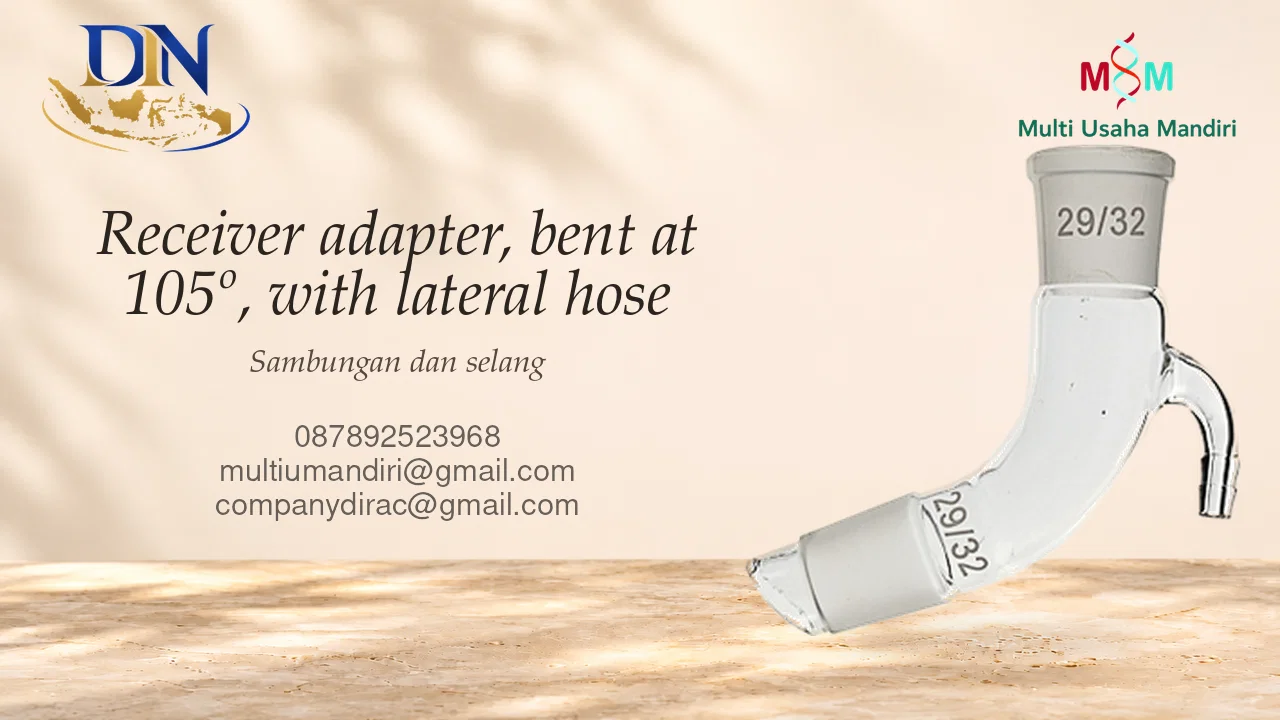 DIN
M M
Multi Usaha Mandiri
29/32
Receiver adapter, bent at
105º, with lateral hose
Sambungan dan selang
087892523968
multiumandiri@gmail.com
companydirac@gmail.com
29/32